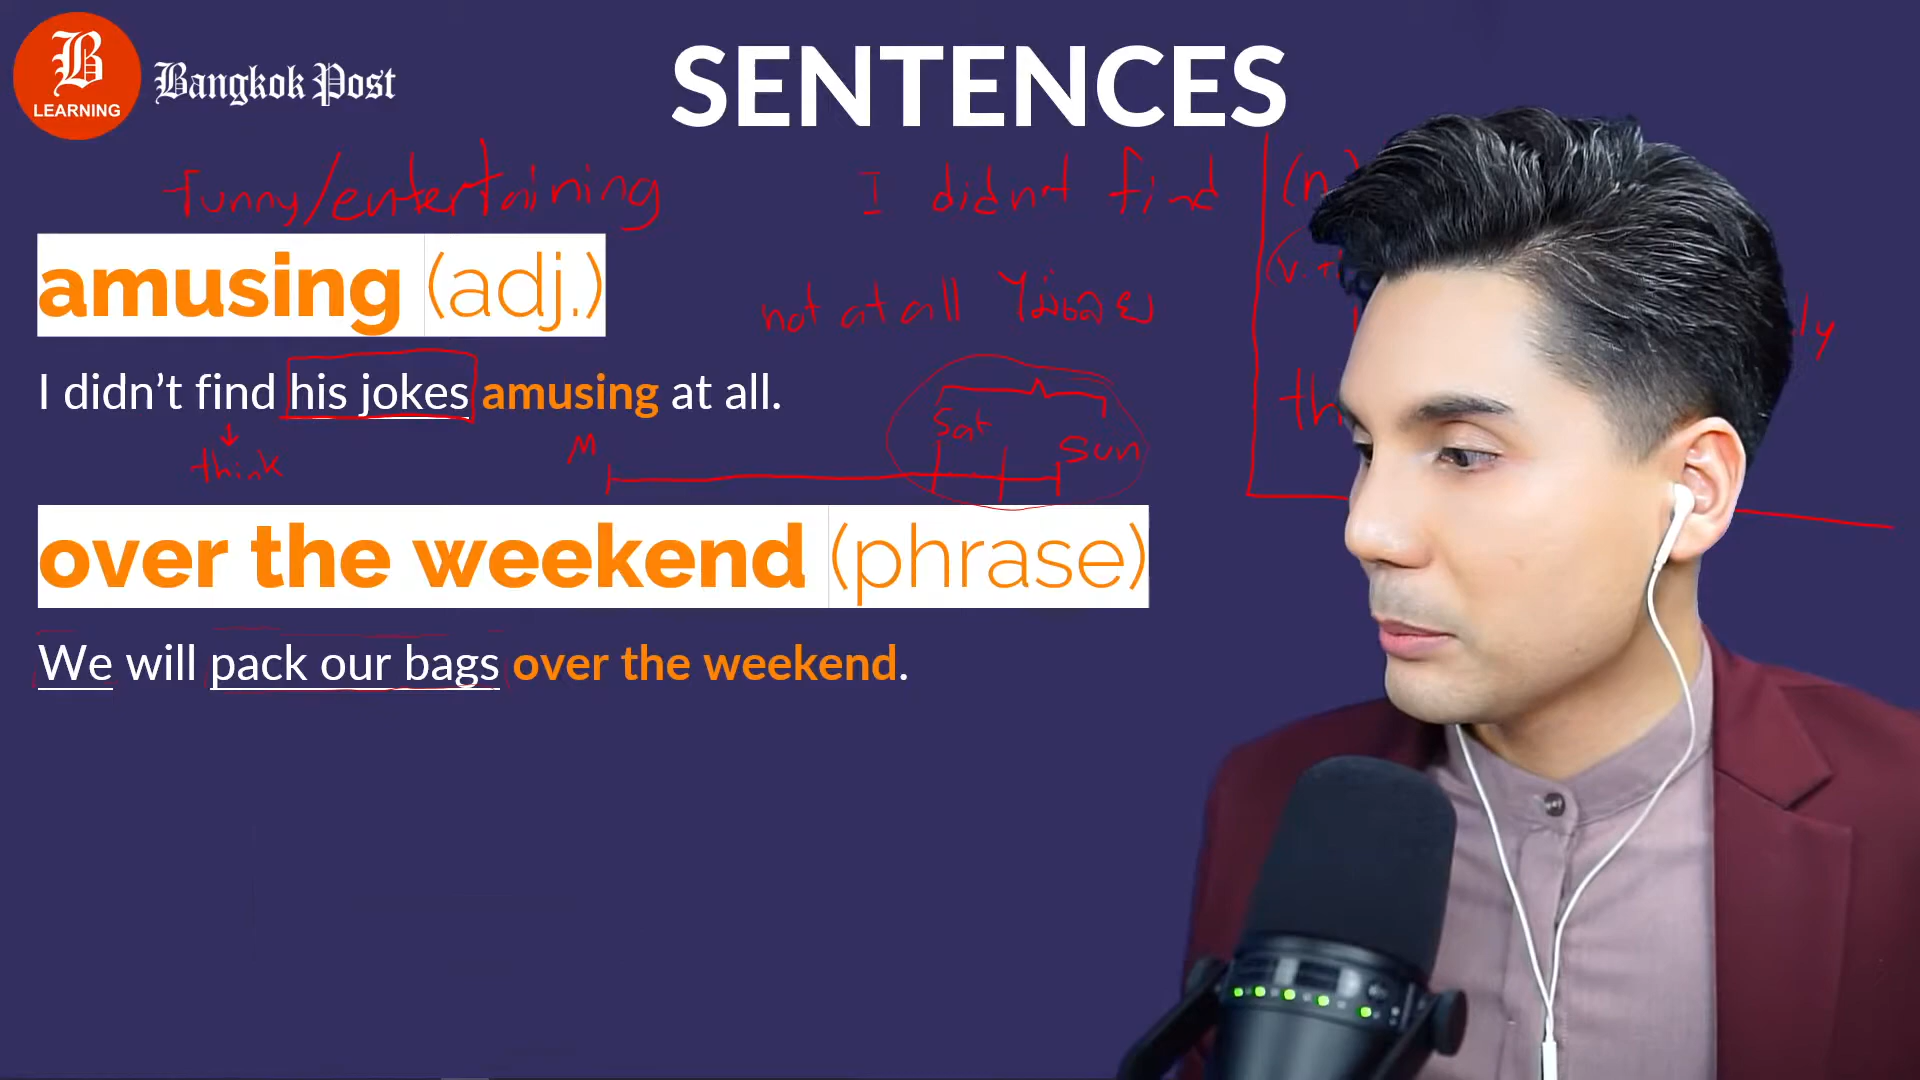 B
LEARNING
Bangkok Post
SENTENCES
funny/entertaining
I didn't find
(n
amusing (adj.)
(v.
not at all ไม่เลย
ly
I didn't find his jokes amusing at all.
th
Sat
Sun
M
think
over the weekend (phrase)
We will pack our bags over the weekend.